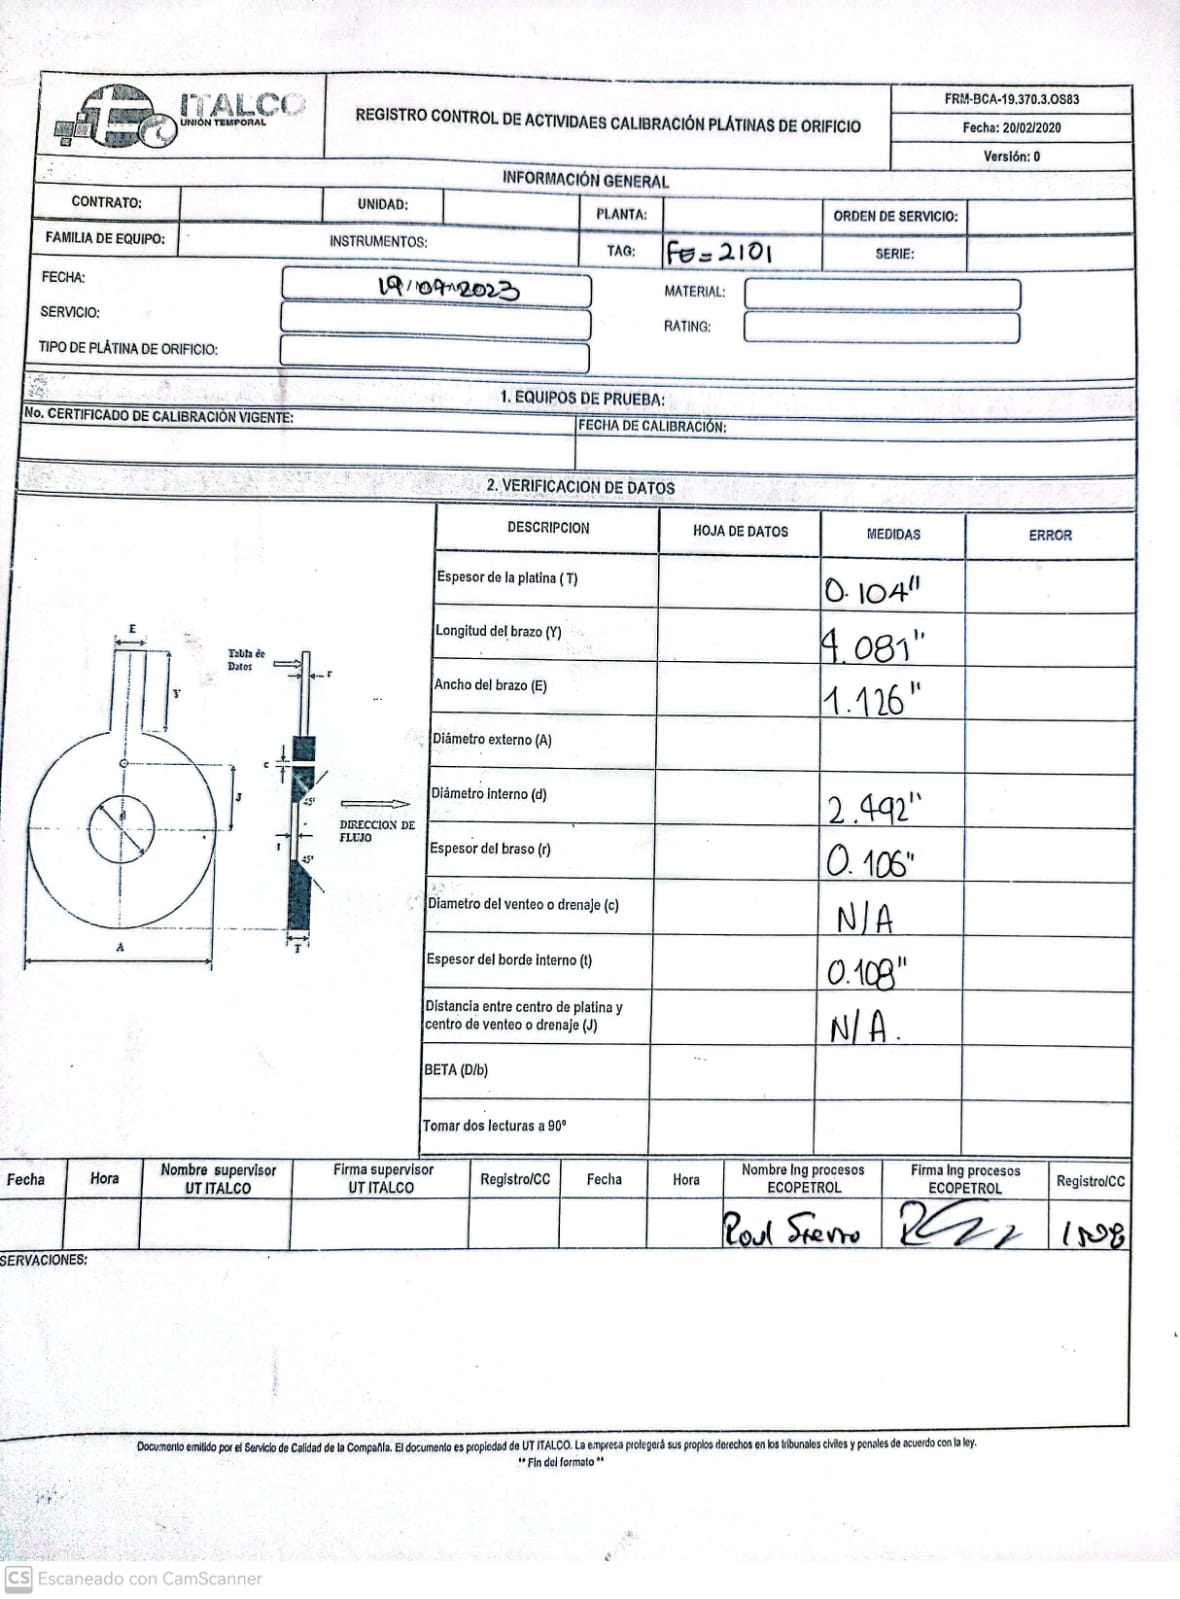 ITALCO
UNIÓN TEMPORAL
REGISTRO CONTROL DE ACTIVIDAES CALIBRACIÓN PLÁTINAS DE ORIFICIO
FRM-BCA-19.370.3.OS83
Fecha: 20/02/2020
Versión: 0
INFORMACIÓN GENERAL
CONTRATO:
UNIDAD:
PLANTA:
ORDEN DE SERVICIO:
FAMILIA DE EQUIPO:
INSTRUMENTOS:
TAG:
2101
SERIE:
FECHA:
2023
MATERIAL:
SERVICIO:
RATING:
TIPO DE PLÁTINA DE ORIFICIO:
1. EQUIPOS DE PRUEBA:
No. CERTIFICADO DE CALIBRACIÓN VIGENTE:
FECHA DE CALIBRACIÓN:
2. VERIFICACION DE DATOS
DESCRIPCION
HOJA DE DATOS
MEDIDAS
ERROR
Espesor de la platina ( T)
0.104"
Longitud del brazo (Y)
4.081"
Ancho del brazo (E)
1.126"
Diámetro externo (A)
Diámetro interno (d)
2.492"
Espesor del braso (r)
0.106"
Diametro del venteo o drenaje (c)
N/A
Espesor del borde interno (t)
0.108"
Distancia entre centro de platina y
centro de venteo o drenaje (J)
N/A.
BETA (D/b)
Tomar dos lecturas a 90º
E
Y
J
d
A
Tabla de
Datos
r
c
45º
DIRECCION DE
FLUJO
t
45º
T
Fecha
Hora
Nombre supervisor
UT ITALCO
Firma supervisor
UT ITALCO
Registro/CC
Fecha
Hora
Nombre Ing procesos
ECOPETROL
Firma Ing procesos
ECOPETROL
Registro/CC
SERVACIONES:
Documento emitido por el Servicio de Calidad de la Compañía. El documento es propiedad de UT ITALCO. La empresa protegerá sus propios derechos en los tribunales civiles y penales de acuerdo con la ley.
** Fin del formato **
CS Escaneado con CamScanner